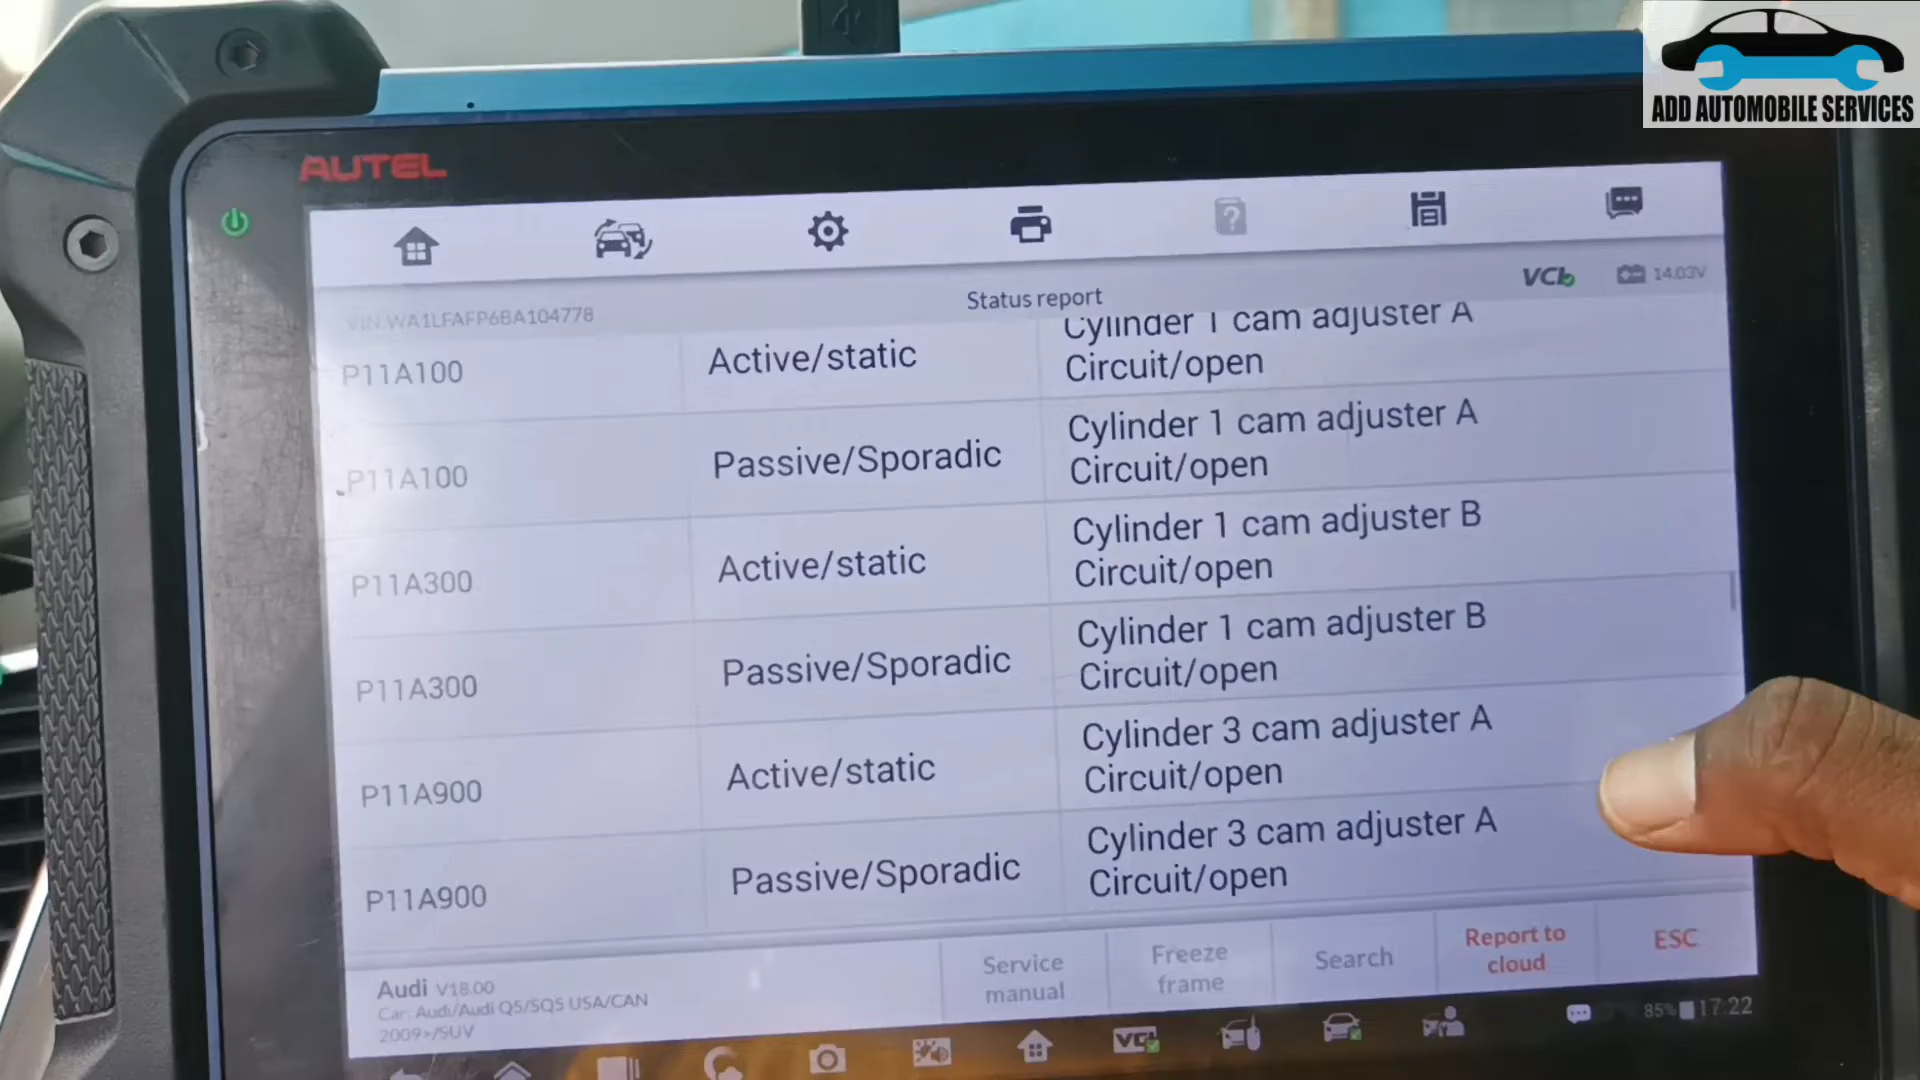 ADD AUTOMOBILE SERVICES
AUTEL
VCI
14.03V
VIN:WA1LFAFP6BA104778
Status report
P11A100
Active/static
Cylinder 1 cam adjuster A
Circuit/open
P11A100
Passive/Sporadic
Cylinder 1 cam adjuster A
Circuit/open
P11A300
Active/static
Cylinder 1 cam adjuster B
Circuit/open
P11A300
Passive/Sporadic
Cylinder 1 cam adjuster B
Circuit/open
P11A900
Active/static
Cylinder 3 cam adjuster A
Circuit/open
P11A900
Passive/Sporadic
Cylinder 3 cam adjuster A
Circuit/open
Audi V18.00
Car: Audi/Audi Q5/SQ5 USA/CAN
2009>/SUV
Service
manual
Freeze
frame
Search
Report to
cloud
ESC
VCI
85%
17:22